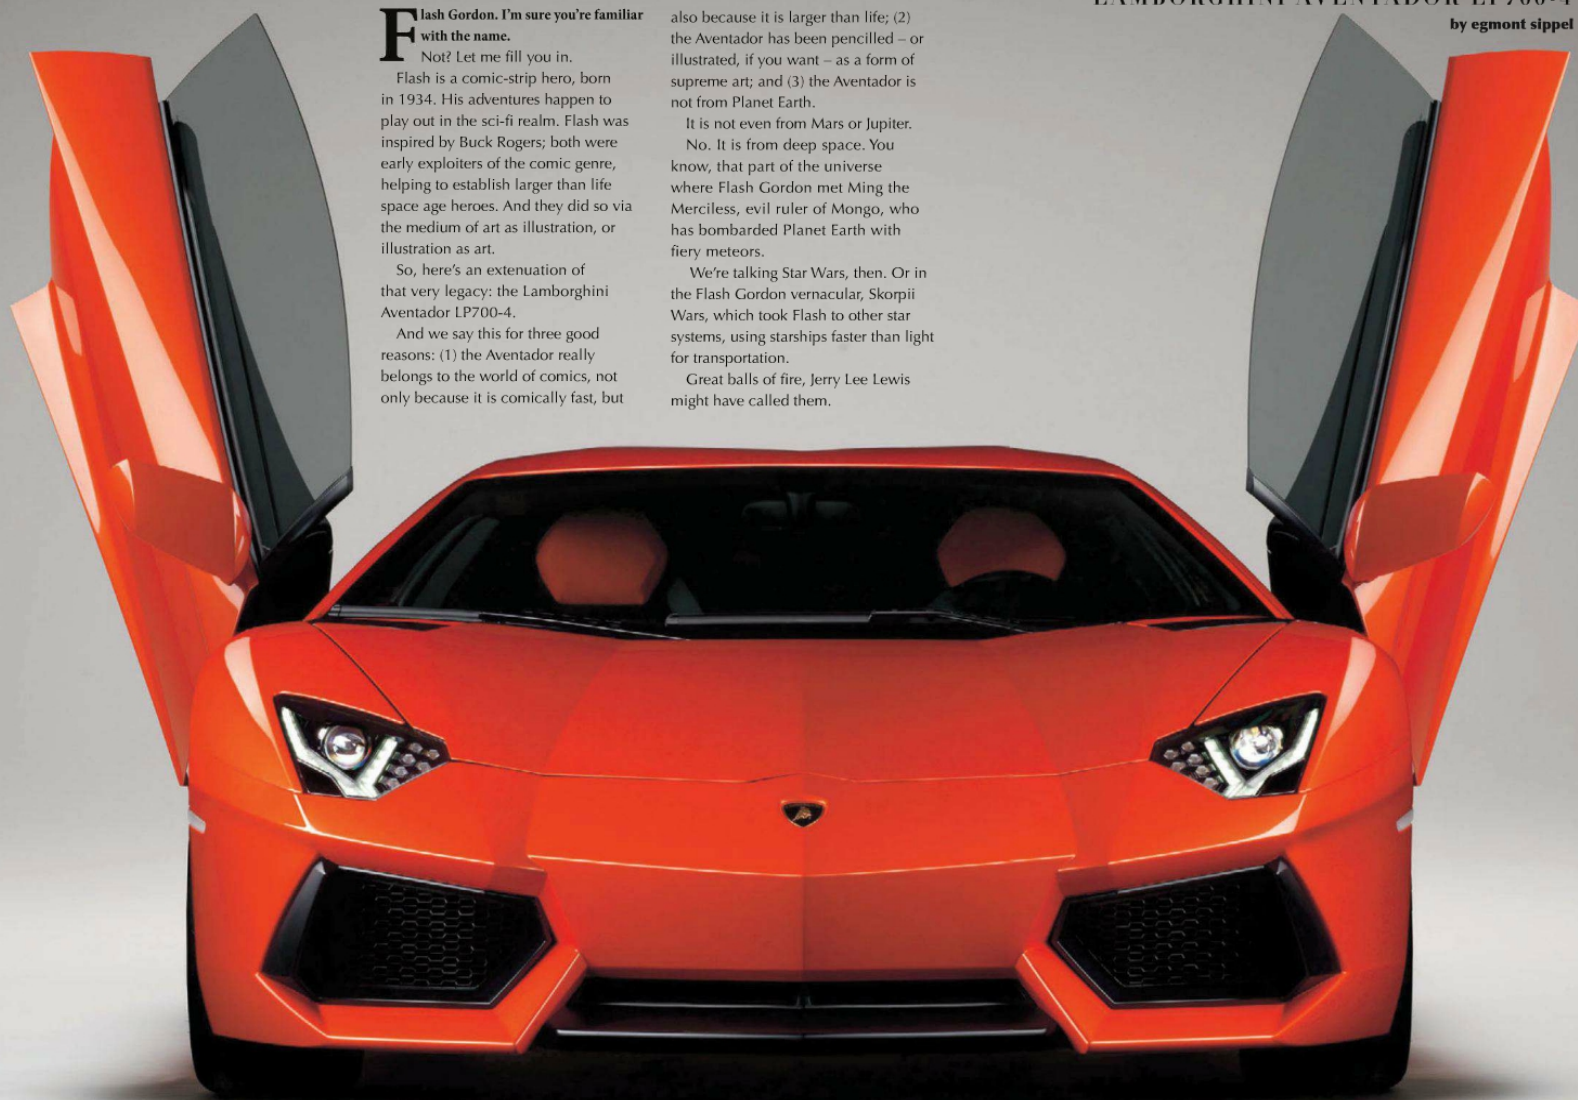 LAMBORGHINI AVENTADOR LP700-4
by egmont sippel
Flash Gordon. I'm sure you're familiar
with the name.
Not? Let me fill you in.
Flash is a comic-strip hero, born
in 1934. His adventures happen to
play out in the sci-fi realm. Flash was
inspired by Buck Rogers; both were
early exploiters of the comic genre,
helping to establish larger than life
space age heroes. And they did so via
the medium of art as illustration, or
illustration as art.
So, here's an extenuation of
that very legacy: the Lamborghini
Aventador LP700-4.
And we say this for three good
reasons: (1) the Aventador really
belongs to the world of comics, not
only because it is comically fast, but
also because it is larger than life; (2)
the Aventador has been pencilled – or
illustrated, if you want – as a form of
supreme art; and (3) the Aventador is
not from Planet Earth.
It is not even from Mars or Jupiter.
No. It is from deep space. You
know, that part of the universe
where Flash Gordon met Ming the
Merciless, evil ruler of Mongo, who
has bombarded Planet Earth with
fiery meteors.
We're talking Star Wars, then. Or in
the Flash Gordon vernacular, Skorpii
Wars, which took Flash to other star
systems, using starships faster than light
for transportation.
Great balls of fire, Jerry Lee Lewis
might have called them.